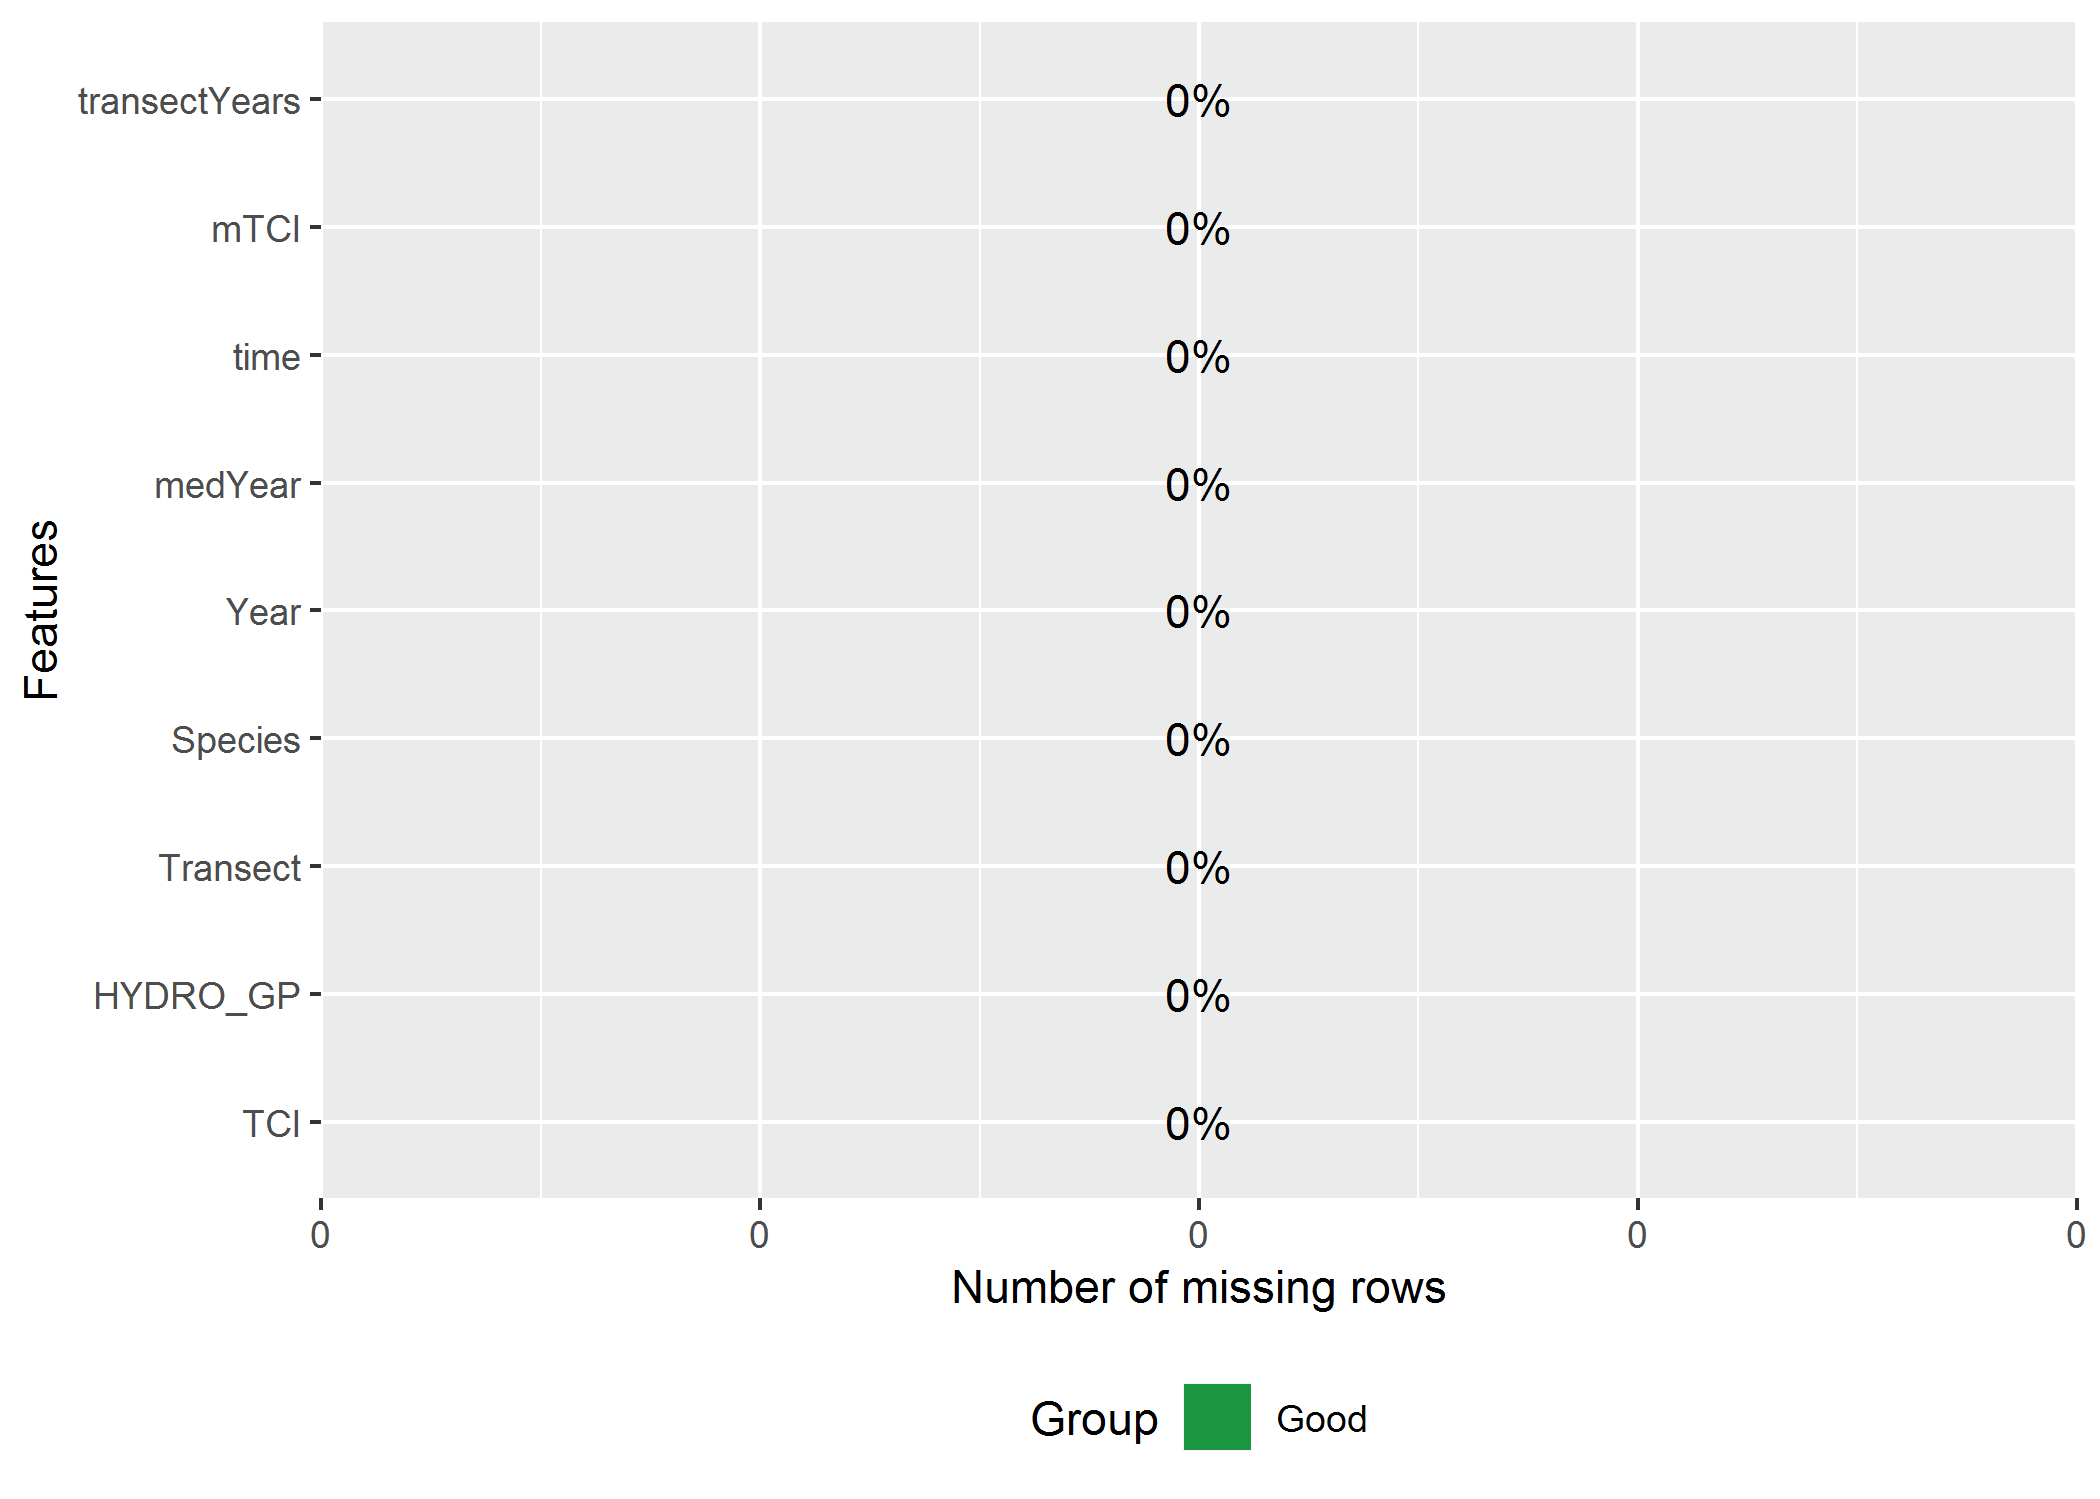 transectYears 0%
mTCI 0%
time 0%
medYear 0%
Year 0%
Species 0%
Transect 0%
HYDRO_GP 0%
TCI 0%
Features
0 0 0 0 0
Number of missing rows
Group Good